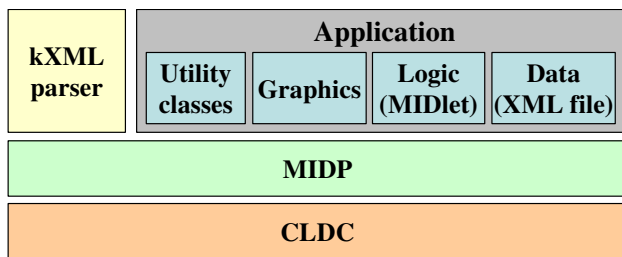 kXML
parser
Application
Utility
classes
Graphics
Logic
(MIDlet)
Data
(XML file)
MIDP
CLDC